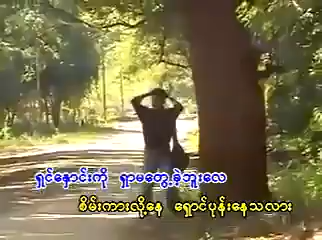 ရှင်နှောင်းကို ရှာမတွေ့ခဲ့ဘူးလေ
စိမ်းကားလို့နေ ရှောင်ပုန်းနေသလား